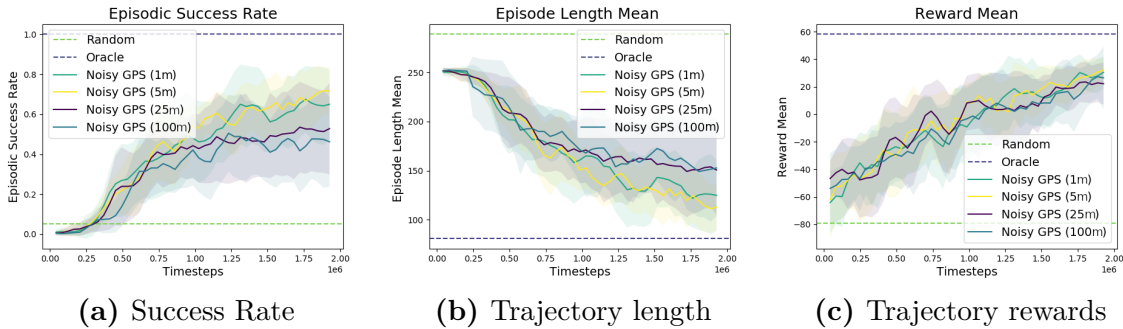 Episodic Success Rate
Episodic Success Rate
1.0
0.8
0.6
0.4
0.2
0.0
Random
Oracle
Noisy GPS (1m)
Noisy GPS (5m)
Noisy GPS (25m)
Noisy GPS (100m)
0.00 0.25 0.50 0.75 1.00 1.25 1.50 1.75 2.00
1e6
Timesteps
(a) Success Rate
Episode Length Mean
Episode Length Mean
250
200
150
100
Random
Oracle
Noisy GPS (1m)
Noisy GPS (5m)
Noisy GPS (25m)
Noisy GPS (100m)
0.00 0.25 0.50 0.75 1.00 1.25 1.50 1.75 2.00
1e6
Timesteps
(b) Trajectory length
Reward Mean
Reward Mean
60
40
20
0
−20
−40
−60
−80
Random
Oracle
Noisy GPS (1m)
Noisy GPS (5m)
Noisy GPS (25m)
Noisy GPS (100m)
0.00 0.25 0.50 0.75 1.00 1.25 1.50 1.75 2.00
1e6
Timesteps
(c) Trajectory rewards